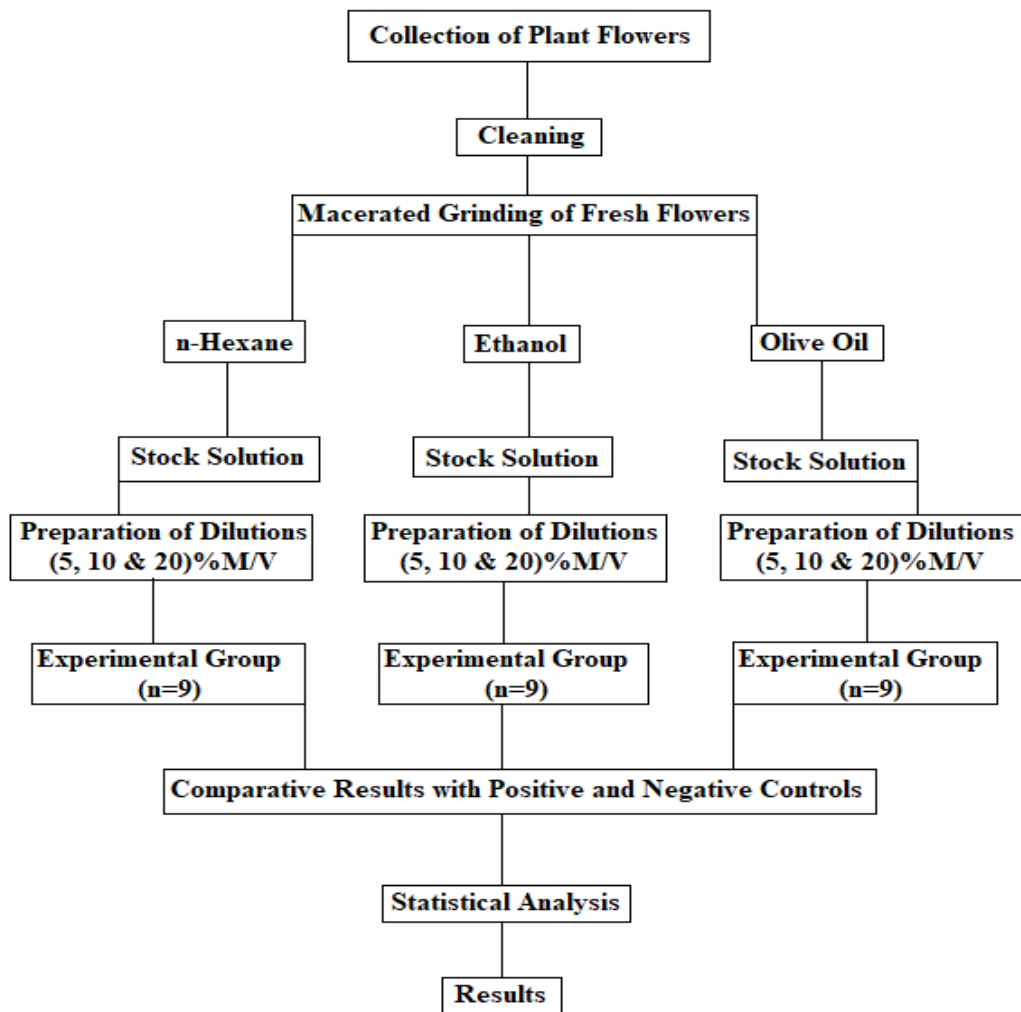 Collection of Plant Flowers
Cleaning
Macerated Grinding of Fresh Flowers
n-Hexane
Ethanol
Olive Oil
Stock Solution
Stock Solution
Stock Solution
Preparation of Dilutions
(5, 10 & 20)%M/V
Preparation of Dilutions
(5, 10 & 20)%M/V
Preparation of Dilutions
(5, 10 & 20)%M/V
Experimental Group
(n=9)
Experimental Group
(n=9)
Experimental Group
(n=9)
Comparative Results with Positive and Negative Controls
Statistical Analysis
Results